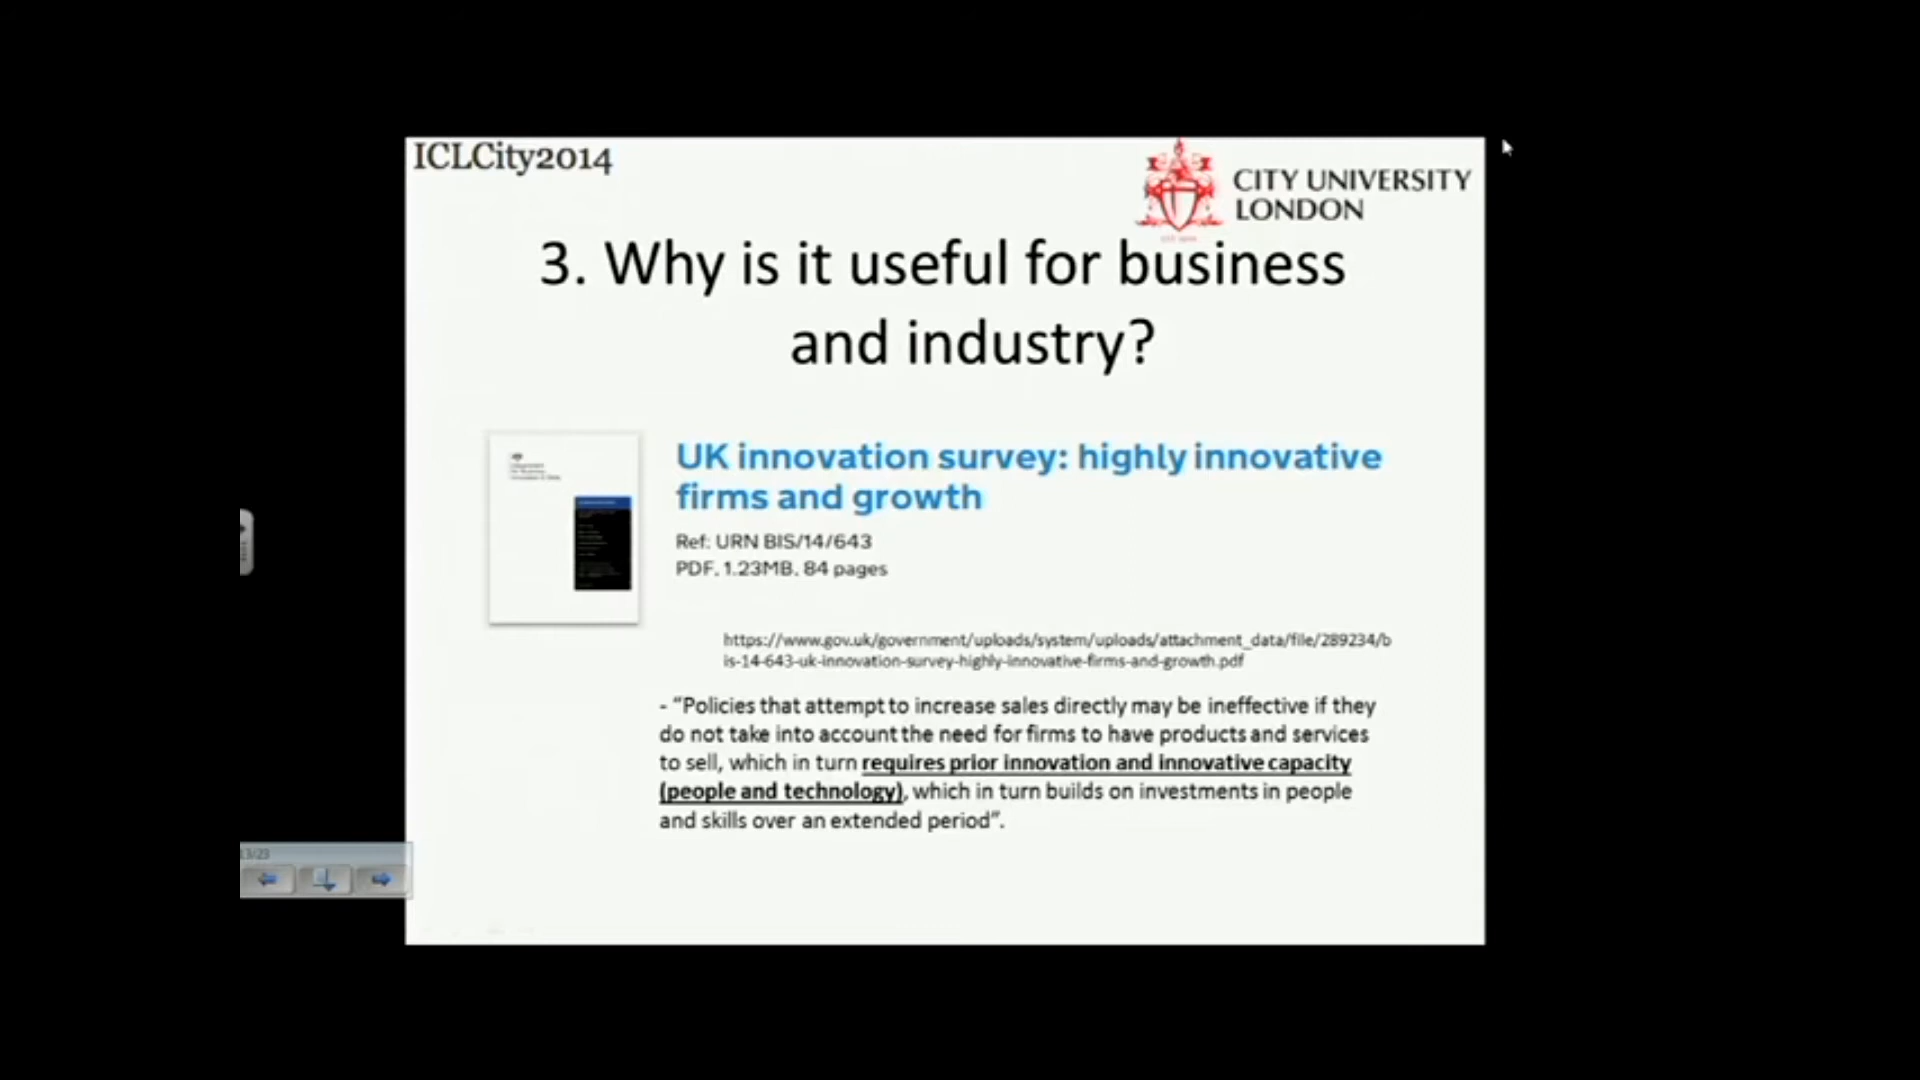 ICLCity2014
CITY UNIVERSITY
LONDON
3. Why is it useful for business
and industry?
UK innovation survey: highly innovative
firms and growth
Ref: URN BIS/14/643
PDF, 1.23MB, 84 pages
https://www.gov.uk/government/uploads/system/uploads/attachment_data/file/289234/b
is-14-643-uk-innovation-survey-highly-innovative-firms-and-growth.pdf
- “Policies that attempt to increase sales directly may be ineffective if they
do not take into account the need for firms to have products and services
to sell, which in turn requires prior innovation and innovative capacity
(people and technology), which in turn builds on investments in people
and skills over an extended period”.
13/23